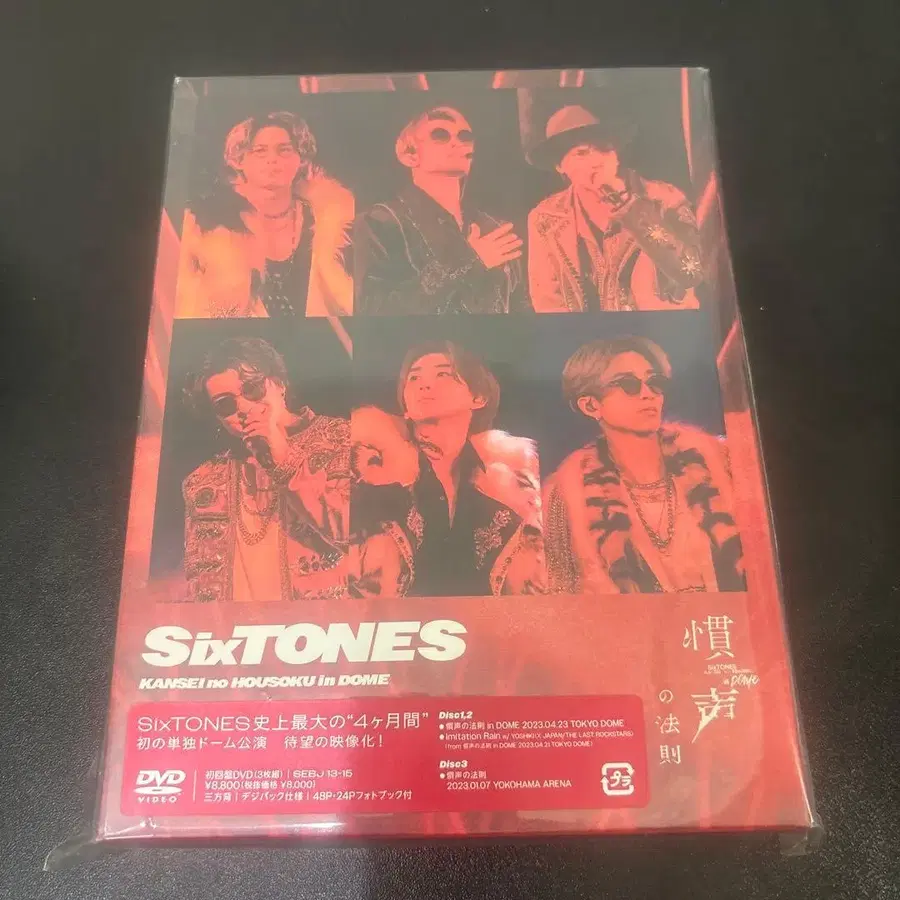 SixTONES
KANSEI no HOUSOKU in DOME
慣声
の法則
SixTONES
in DOME
SixTONES史上最大の“4ヶ月間”
初の単独ドーム公演 待望の映像化！
DVD
VIDEO
初回盤DVD(3枚組) | SEBJ 13-15
¥8,800(税抜価格 ¥8,000)
三方背 | デジパック仕様 | 48P・24Pフォトブック付
Disc1,2
● 慣声の法則 in DOME 2023.04.23 TOKYO DOME
● Imitation Rain w/ YOSHIKI(X JAPAN/THE LAST ROCKSTARS)
(from 慣声の法則 in DOME 2023.04.21 TOKYO DOME)
Disc3
● 慣声の法則
2023.01.07 YOKOHAMA ARENA
プラ